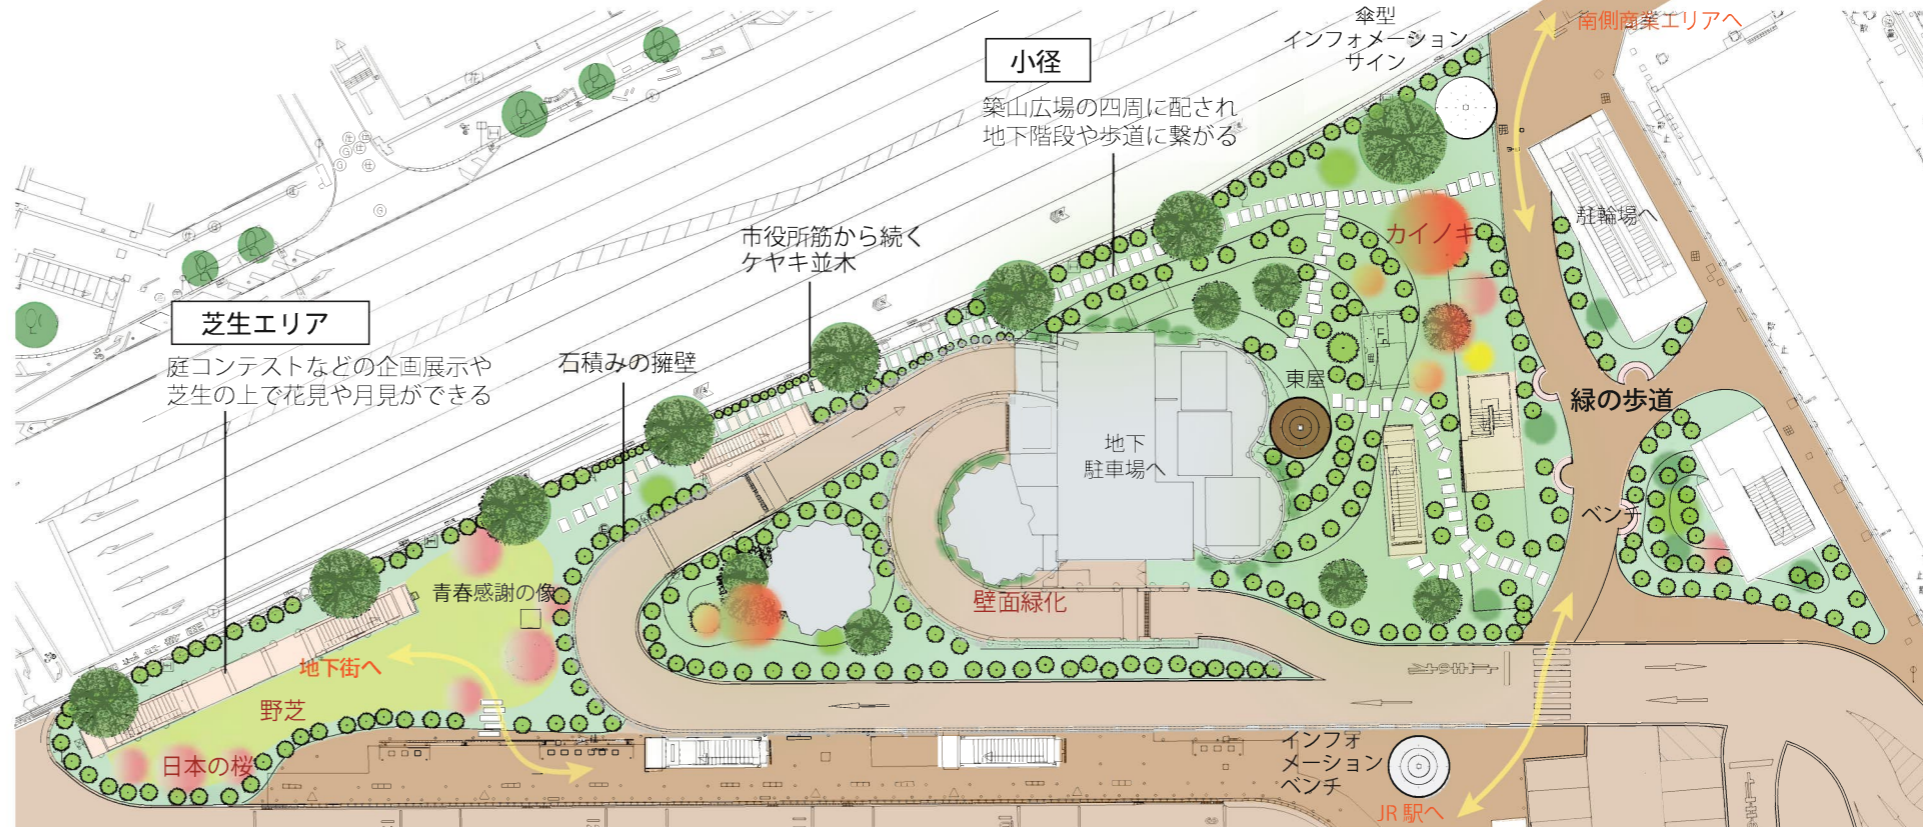 傘型
インフォメーション
サイン
南側商業エリアへ
小径
築山広場の四周に配され
地下階段や歩道に繋がる
駐輪場へ
カイノキ
市役所筋から続く
ケヤキ並木
芝生エリア
庭コンテストなどの企画展示や
芝生の上で花見や月見ができる
石積みの擁壁
東屋
緑の歩道
地下
駐車場へ
ベンチ
青春感謝の像
壁面緑化
地下街へ
野芝
日本の桜
インフォ
メーション
ベンチ
JR 駅へ